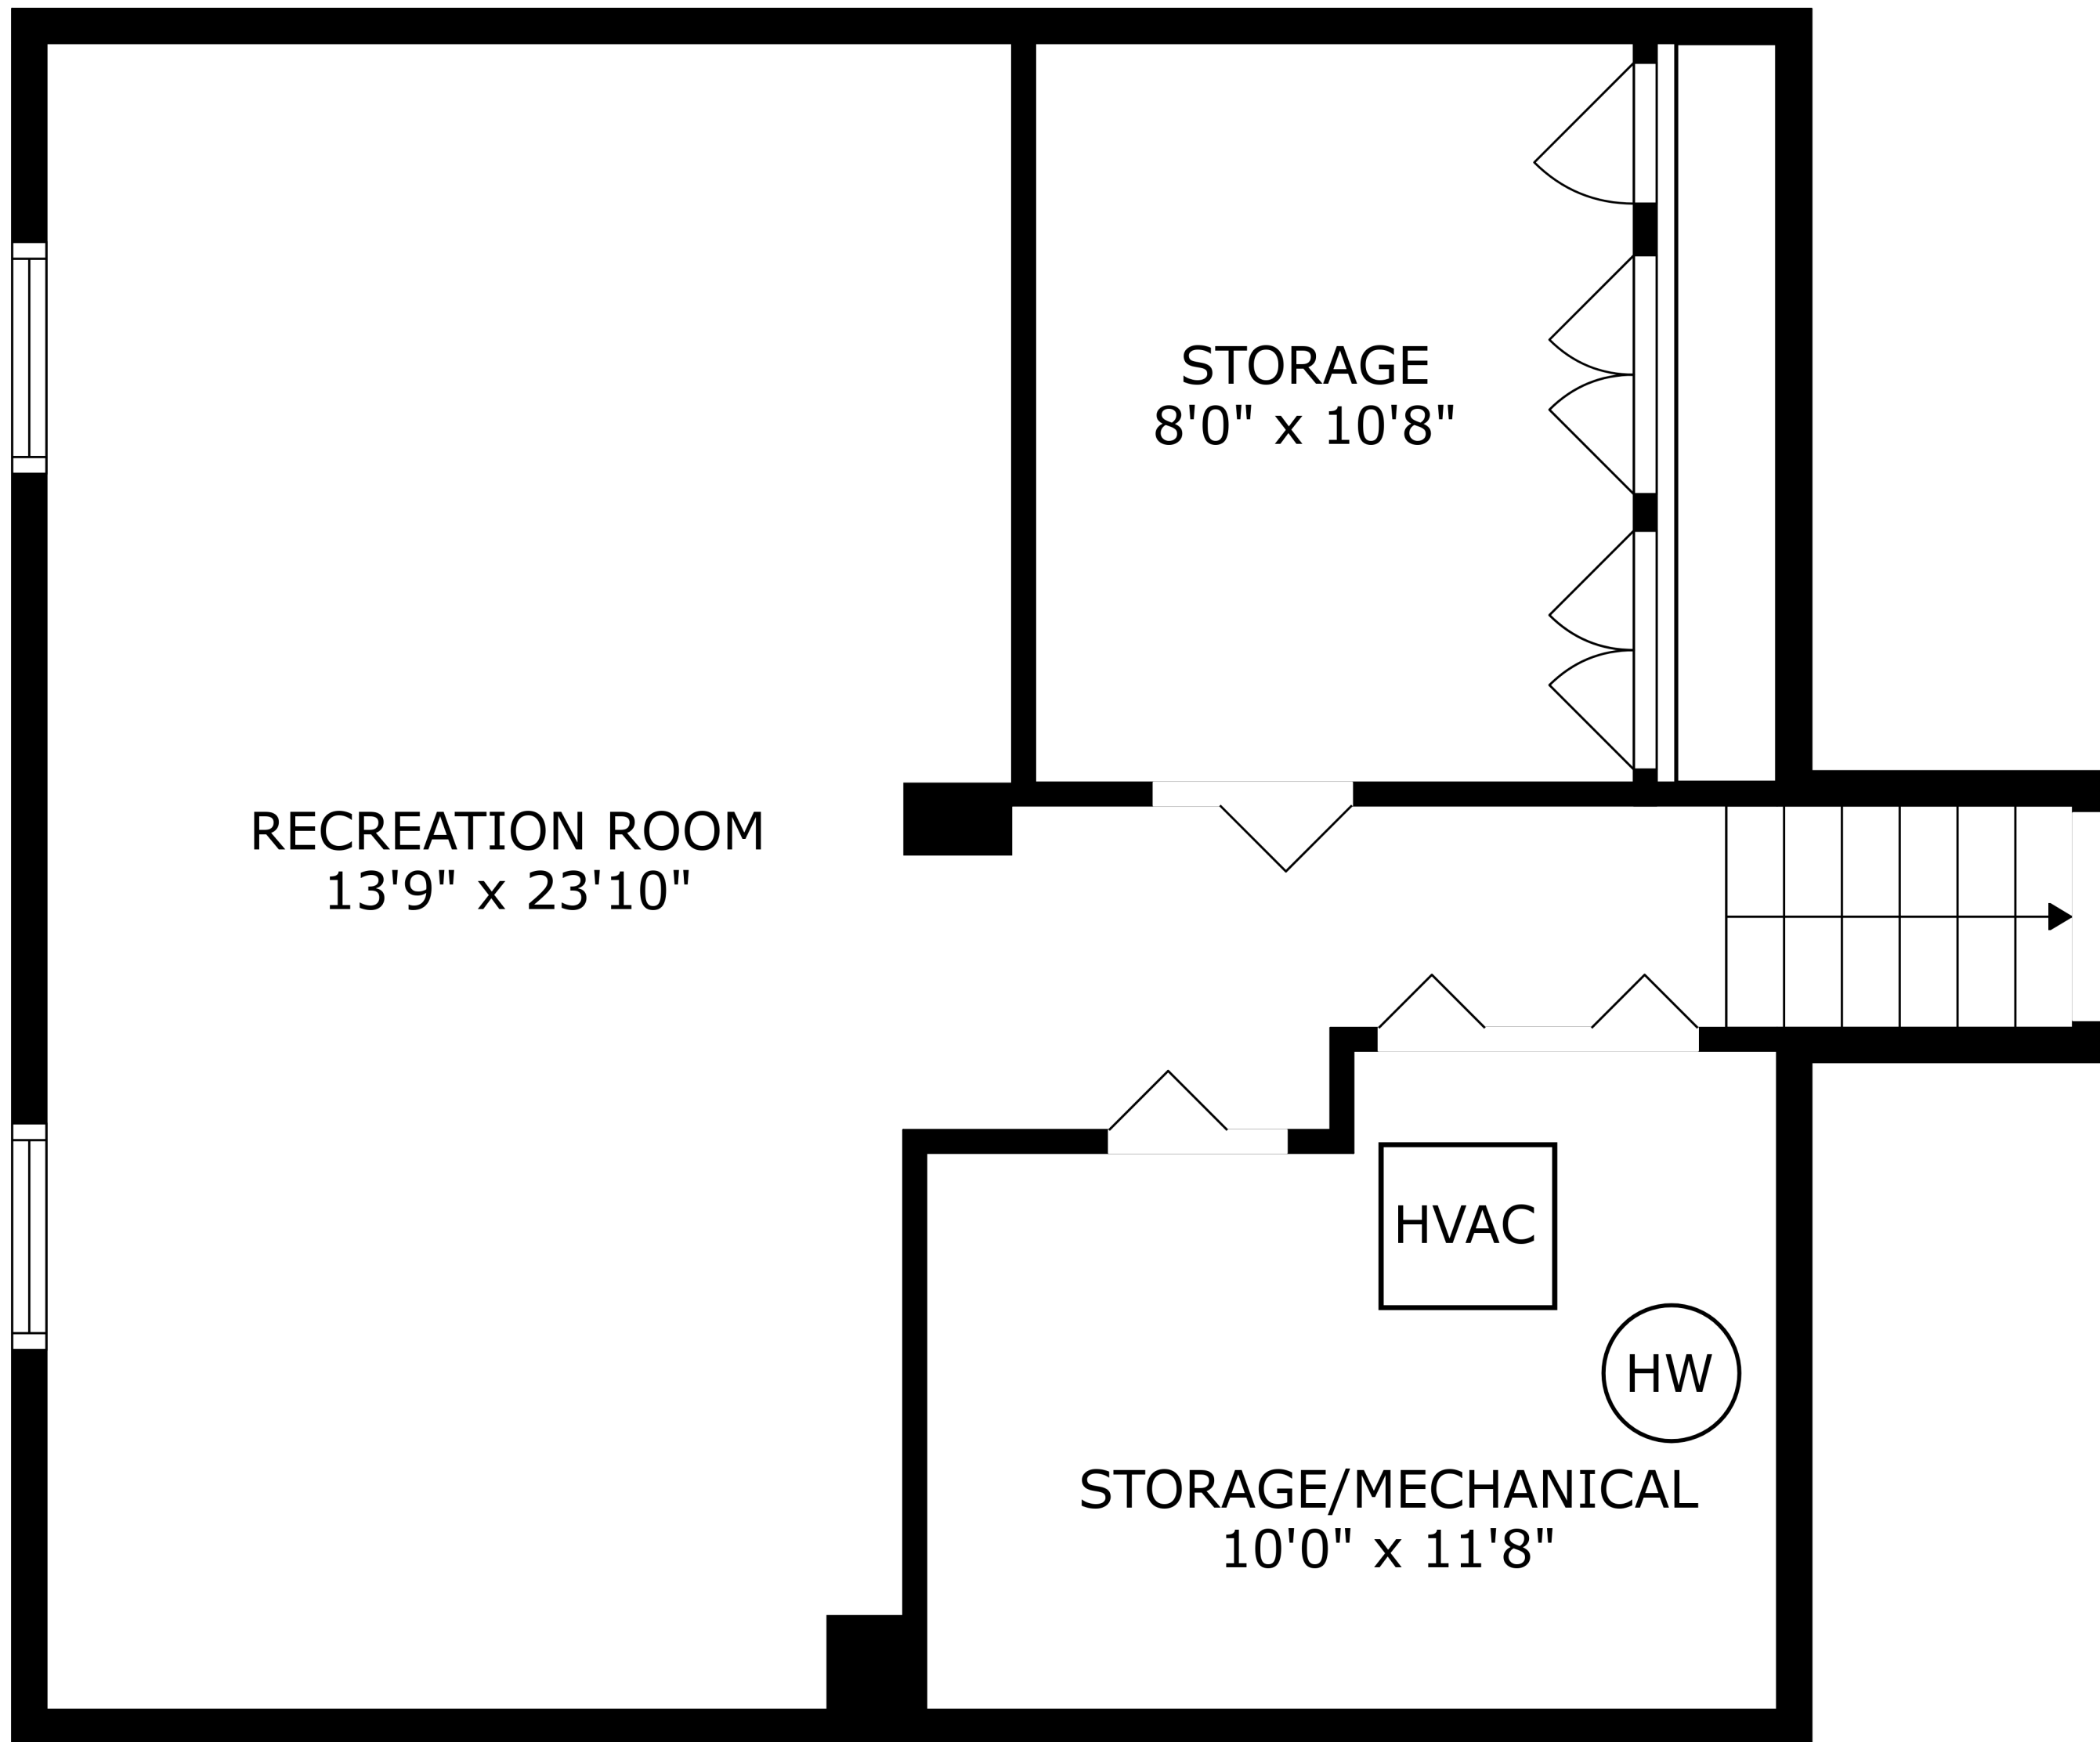 STORAGE
8'0" x 10'8"
RECREATION ROOM
13'9" x 23'10"
HVAC
HW
STORAGE/MECHANICAL
10'0" x 11'8"